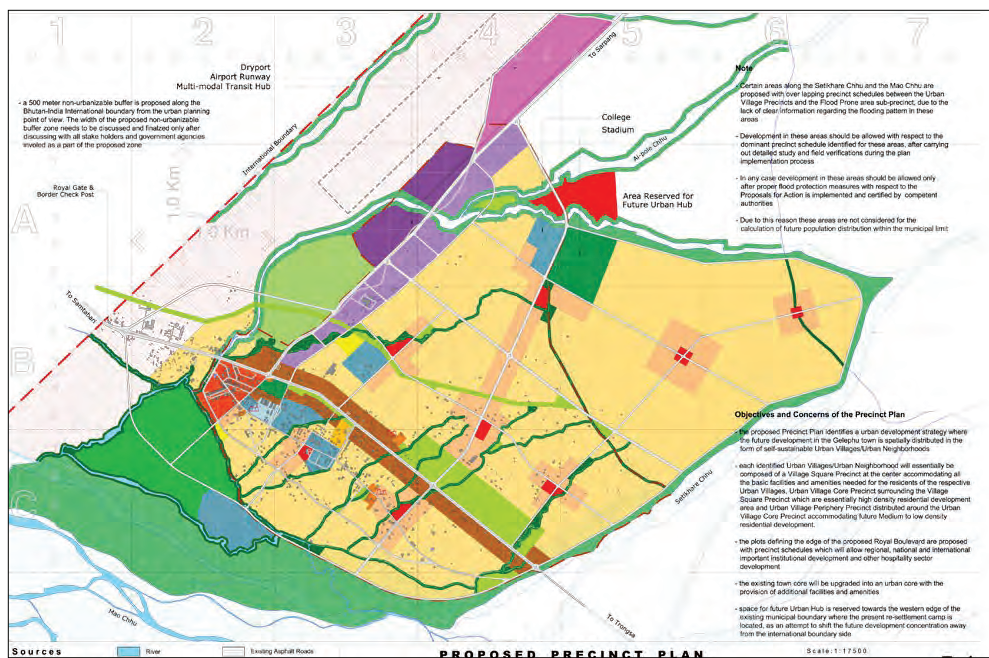 1 2 3 4 5 6 7
Dryport
Airport Runway
Multi-modal Transit Hub
- a 500 meter non-urbanizable buffer is proposed along the
Bhutan-India International boundary from the urban planning
point of view. The width of the proposed non-urbanizable
buffer zone needs to be discussed and finalzed only after
discussing with all stake holders and government agencies
involed as a part of the proposed zone
International Boundary
Royal Gate &
Border Check Post
1.0 Km
1.0 Km
A
B
C
To Samtabari
To Sarpang
College
Stadium
Ai-pole Chhu
Area Reserved for
Future Urban Hub
Setikhare Chhu
Mao Chhu
To Trongsa
Note
- Certain areas along the Setikhare Chhu and the Mao Chhu are
proposed with over lapping precinct schedules between the Urban
Village Precincts and the Flood Prone area sub-precinct, due to the
lack of clear information regarding the flooding pattern in these
areas
- Development in these areas should be allowed with respect to the
dominant precinct schedule identified for these areas, after carrying
out detailed study and field verifications during the plan
implementation process
- In any case development in these areas should be allowed only
after proper flood protection measures with respect to the
Proposals for Action is implemented and certified by competent
authorities
- Due to this reason these areas are not considered for the
calculation of future population distribution within the municipal limit
Objectives and Concerns of the Precinct Plan
- the proposed Precinct Plan identifies a urban development strategy where
the future development in the Gelephu town is spatially distributed in the
form of self-sustainable Urban Villages/Urban Neighborhoods
- each identified Urban Villages/Urban Neighborhood will essentially be
composed of a Village Square Precinct at the center accommodating all
the basic facilities and amenities needed for the residents of the respective
Urban Villages, Urban Village Core Precinct surrounding the Village
Square Precinct which are essentially high density residential development
area and Urban Village Periphery Precinct distributed around the Urban
Village Core Precinct accommodating future Medium to low density
residential development.
- the plots defining the edge of the proposed Royal Boulevard are proposed
with precinct schedules which will allow regional, national and International
important institutional development and other hospitality sector
development
- the existing town core will be upgraded into an urban core with the
provision of additional facilities and amenities
- space for future Urban Hub is reserved towards the western edge of the
existing municipal boundary where the present re-settlement camp is
located, as an attempt to shift the future development concentration away
from the international boundary side
Sources
River
Existing Asphalt Roads
PROPOSED PRECINCT PLAN
Scale:1:17500